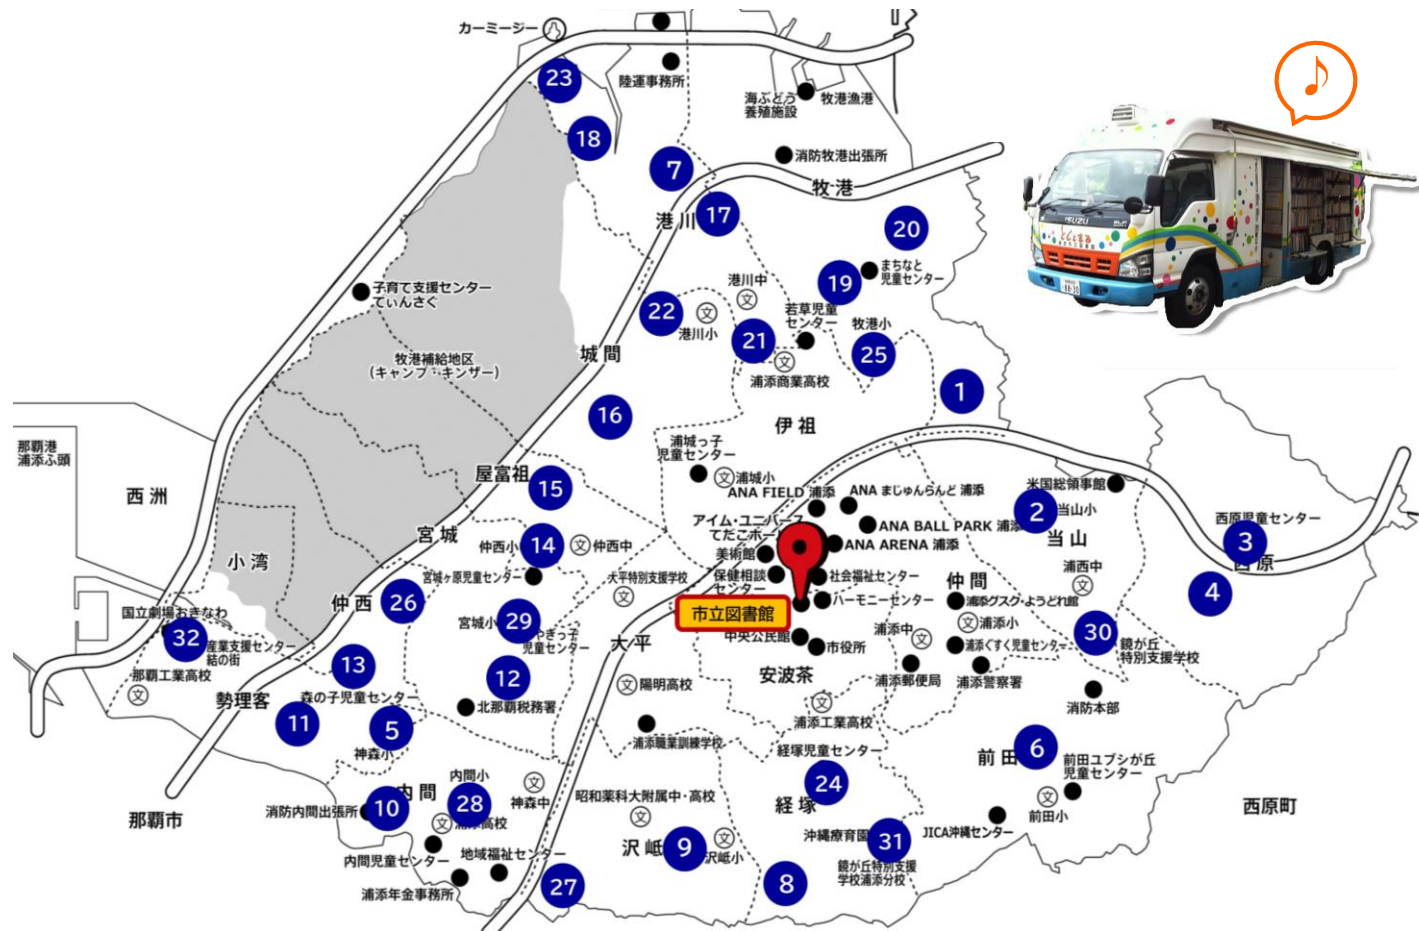 カーミージー
23
陸運事務所
海ぶどう
養殖施設
牧港漁港
18
消防牧港出張所
7
牧港
17
港川
20
まちなと
児童センター
19
子育て支援センター
てぃんさく
港川中
22
港川小
若草児童
センター
牧港小
21
25
浦添商業高校
城間
牧港補給地区
(キャンプ・キンザー)
1
16
伊祖
那覇港
浦添ふ頭
西洲
屋富祖
15
浦城っ子
児童センター
浦城小
ANA FIELD 浦添
ANA まじゅんらんど 浦添
米国総領事館
2
当山小
当山
西原児童センター
3
西原
4
アイム・ユニバース
てだこホール
ANA BALL PARK 浦添
ANA ARENA 浦添
美術館
保健相談
センター
社会福祉センター
ハーモニーセンター
市立図書館
中央公民館
市役所
安波茶
宮城
仲西小
14
仲西中
宮城ヶ原児童センター
大平特別支援学校
小湾
仲西
26
国立劇場おきなわ
32
産業支援センター
結の街
那覇工業高校
宮城小
29
児童センター
大平
仲間
浦添グスク・ようどれ館
浦添小
浦添中
浦添ぐすく児童センター
浦添郵便局
浦添警察署
浦西中
30
鏡が丘
特別支援学校
消防本部
13
森の子児童センター
勢理客
11
5
神森小
12
北那覇税務署
陽明高校
浦添職業訓練学校
浦添工業高校
経塚児童センター
24
経塚
6
前田
前田ユブシが丘
児童センター
前田小
JICA沖縄センター
西原町
那覇市
内間
内間小
28
神森中
消防内間出張所
10
内間児童センター
地域福祉センター
浦添年金事務所
昭和薬科大附属中・高校
沢岻
9
沢岻小
27
8
沖縄療育園
31
鏡が丘特別支援
学校浦添分校
ISUZU